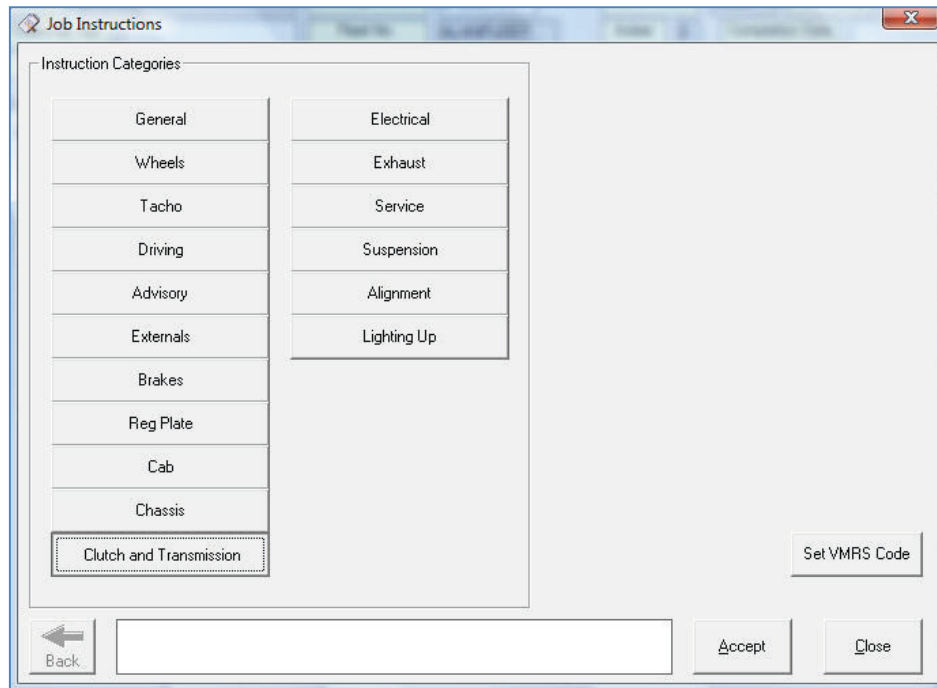 Job Instructions
Instruction Categories
General
Wheels
Tacho
Driving
Advisory
Externals
Brakes
Reg Plate
Cab
Chassis
Clutch and Transmission
Electrical
Exhaust
Service
Suspension
Alignment
Lighting Up
Set VMRS Code
Back
Accept
Close